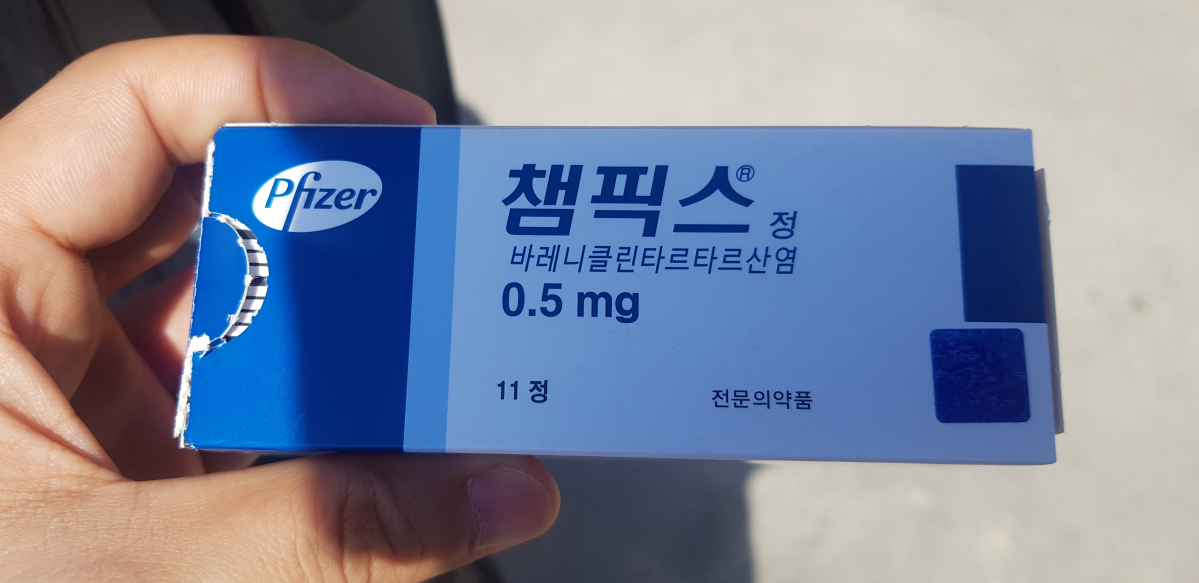 Pfizer
챔픽스® 정
바레니클린타르타르산염
0.5 mg
11 정
전문의약품